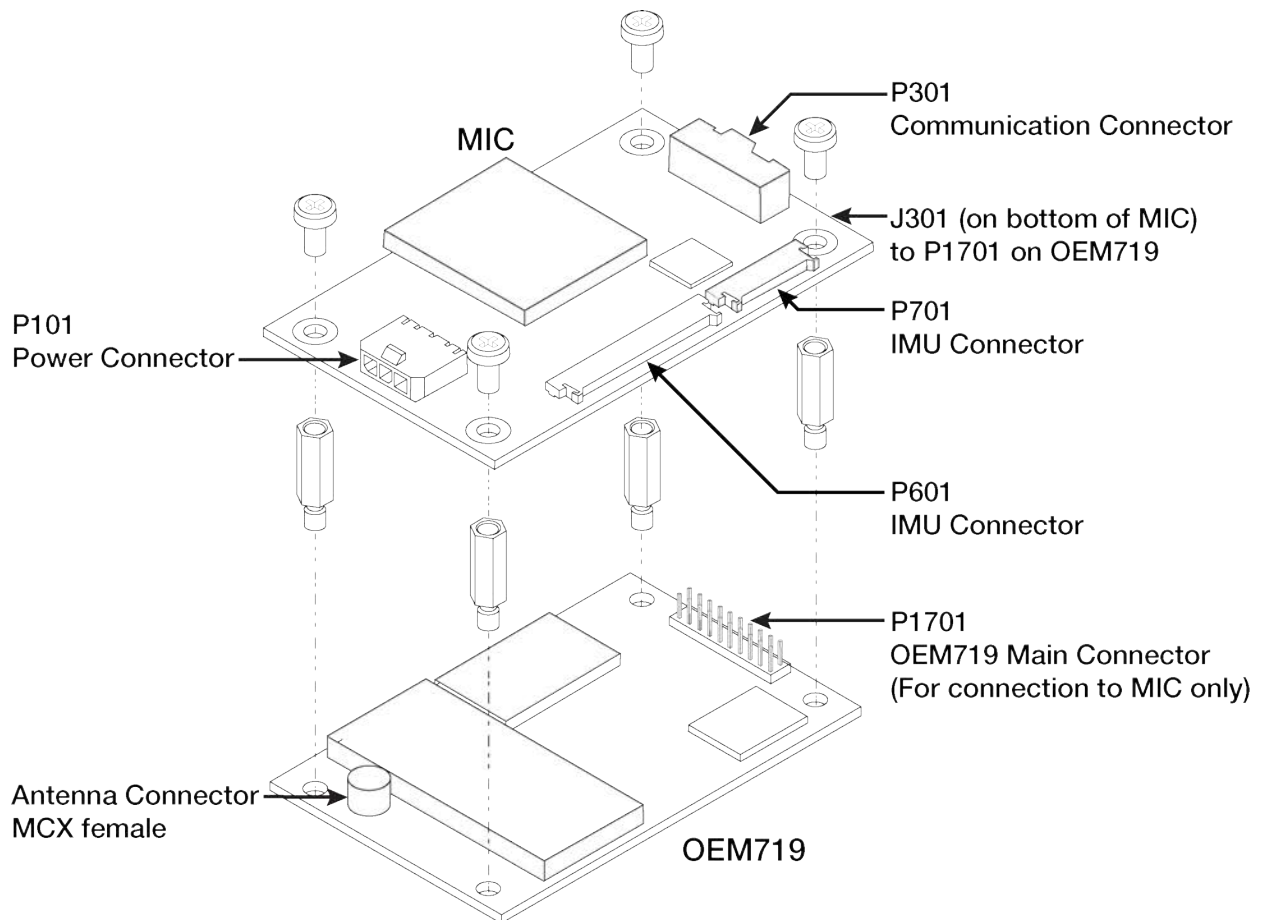 P301
Communication Connector
MIC
J301 (on bottom of MIC)
to P1701 on OEM719
P701
IMU Connector
P101
Power Connector
P601
IMU Connector
P1701
OEM719 Main Connector
(For connection to MIC only)
Antenna Connector
MCX female
OEM719